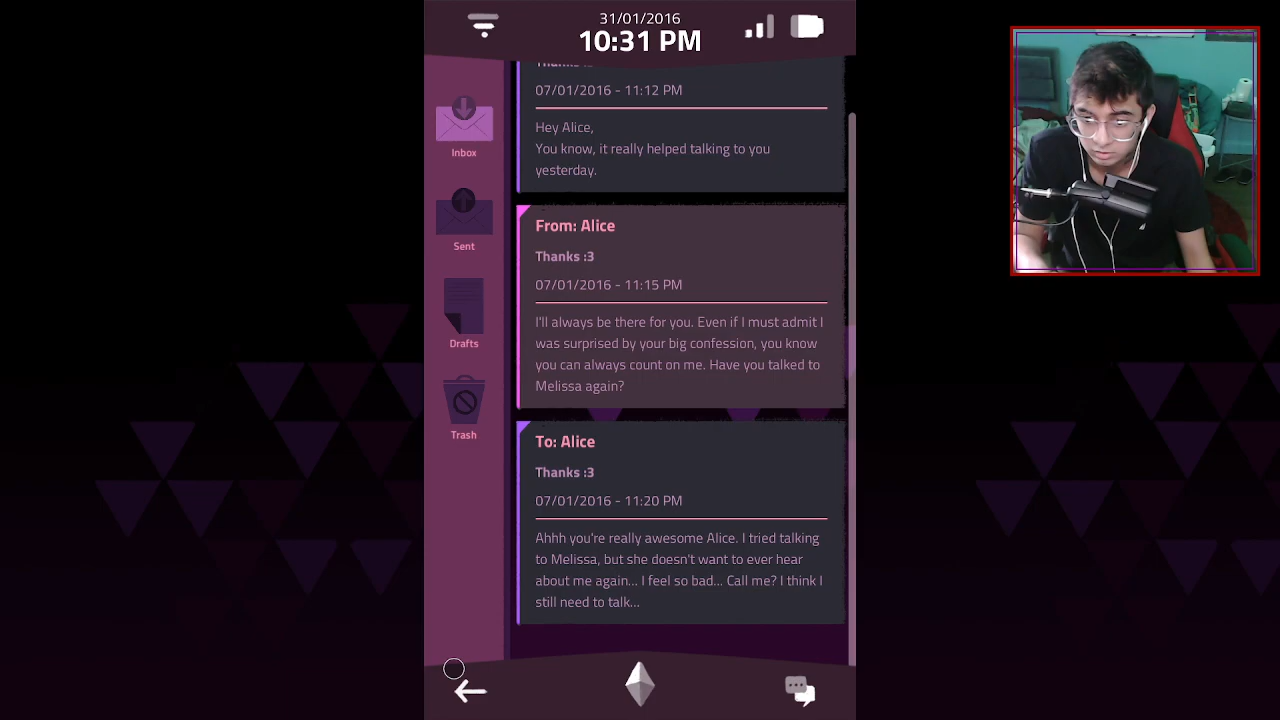 31/01/2016
10:31 PM
Thanks :3
07/01/2016 - 11:12 PM
Hey Alice,
You know, it really helped talking to you
yesterday.
From: Alice
Thanks :3
07/01/2016 - 11:15 PM
I'll always be there for you. Even if I must admit I
was surprised by your big confession, you know
you can always count on me. Have you talked to
Melissa again?
To: Alice
Thanks :3
07/01/2016 - 11:20 PM
Ahhh you're really awesome Alice. I tried talking
to Melissa, but she doesn't want to ever hear
about me again... I feel so bad... Call me? I think I
still need to talk...
Inbox
Sent
Drafts
Trash